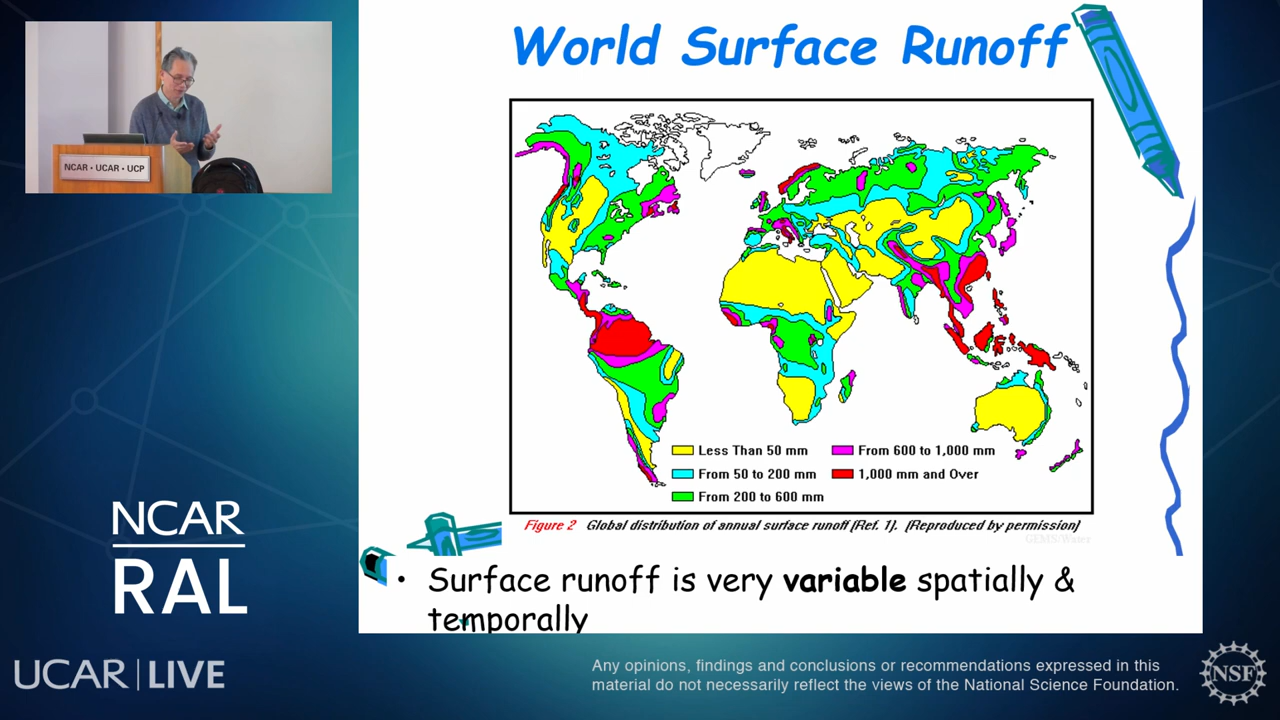 World Surface Runoff
NCAR • UCAR • UCP
Less Than 50 mm
From 50 to 200 mm
From 200 to 600 mm
From 600 to 1,000 mm
1,000 mm and Over
Figure 2 Global distribution of annual surface runoff (Ref. 1). (Reproduced by permission)
GEMS/Water
• Surface runoff is very variable spatially &
temporally
NCAR
RAL
UCAR | LIVE
Any opinions, findings and conclusions or recommendations expressed in this
material do not necessarily reflect the views of the National Science Foundation.
NSF